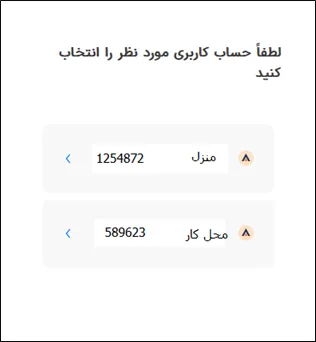 لطفاً حساب کاربری مورد نظر را انتخاب
کنید
منزل 1254872
محل کار 589623